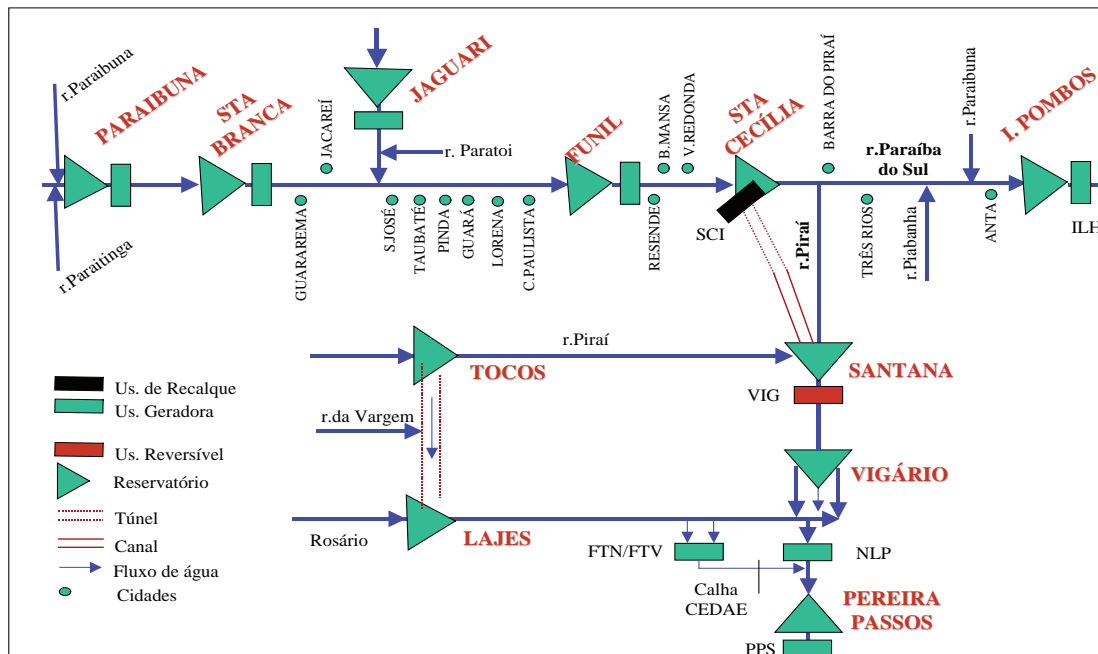 r.Paraibuna
PARAIBUNA
STA
BRANCA
JACAREÍ
JAGUARI
r. Paratoi
FUNIL
B.MANSA
V.REDONDA
STA
CECÍLIA
BARRA DO PIRAÍ
r.Paraíba
do Sul
r.Paraibuna
I. POMBOS
r.Paraitinga
GUARAREMA
S.JOSÉ
TAUBATÉ
PINDA
GUARÁ
LORENA
C.PAULISTA
RESENDE
SCI
r.Piraí
TRÊS RIOS
r.Piabanha
ANTA
ILH
r.Piraí
TOCOS
SANTANA
VIG
r.da Vargem
VIGÁRIO
Rosário
LAJES
FTN/FTV
NLP
Calha
CEDAE
PEREIRA
PASSOS
PPS
Us. de Recalque
Us. Geradora
Us. Reversível
Reservatório
Túnel
Canal
Fluxo de água
Cidades